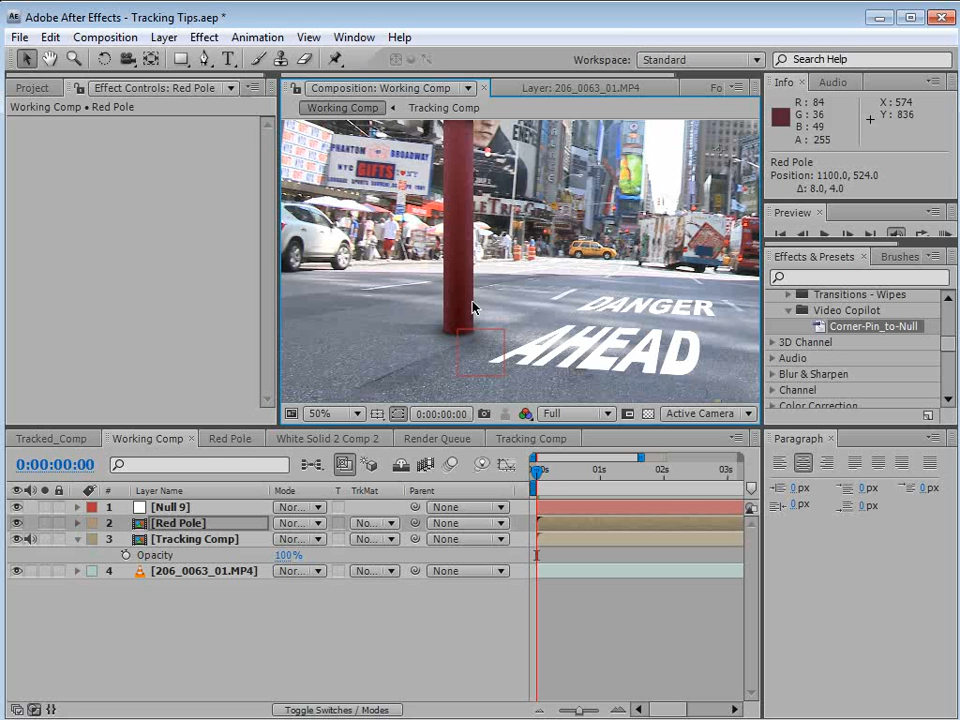 Adobe After Effects - Tracking Tips.aep *
File Edit Composition Layer Effect Animation View Window Help
Workspace: Standard Search Help
Project Effect Controls: Red Pole Composition: Working Comp Layer: 206_0063_01.MP4 Fo Info Audio
Working Comp • Red Pole Working Comp Tracking Comp
R: 84 X: 574
G: 36 Y: 836
B: 49
A: 255
Red Pole
Position: 1100.0, 524.0
Δ: 8.0, 4.0
PHANTOM BROADWAY
NYC GIFTS
DANGER
AHEAD
Preview
Effects & Presets Brushes
Transitions - Wipes
Video Copilot
Corner-Pin_to-Null
3D Channel
Audio
Blur & Sharpen
Channel
Color Correction
50% 0:00:00:00 Full Active Camera
Tracked_Comp Working Comp Red Pole White Solid 2 Comp 2 Render Queue Tracking Comp Paragraph
0:00:00:00 01s 02s 03s
# Layer Name Mode T TrkMat Parent
1 [Null 9] Nor... None
2 [Red Pole] Nor... No... None
3 [Tracking Comp] Nor... No... None
Opacity 100%
4 [206_0063_01.MP4] Nor... No... None
0 px 0 px 0 px
0 px 0 px
Toggle Switches / Modes